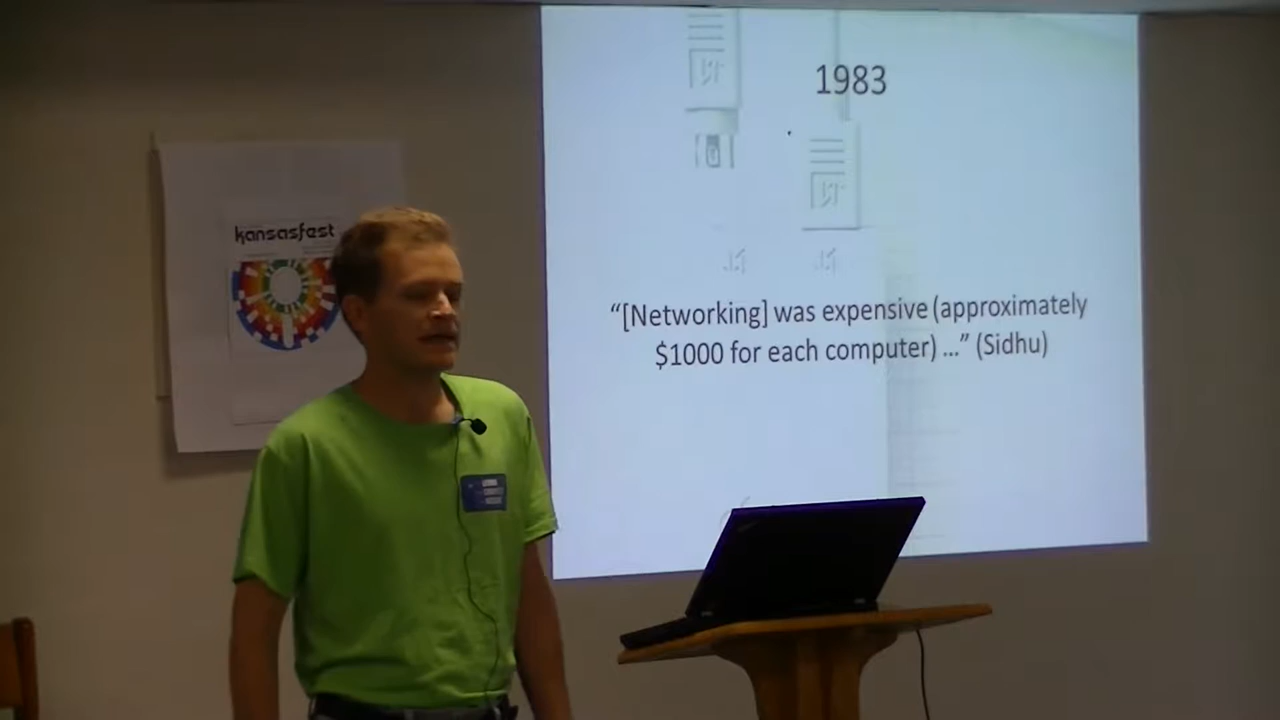 kansasfest
1983
“[Networking] was expensive (approximately
$1000 for each computer) …” (Sidhu)